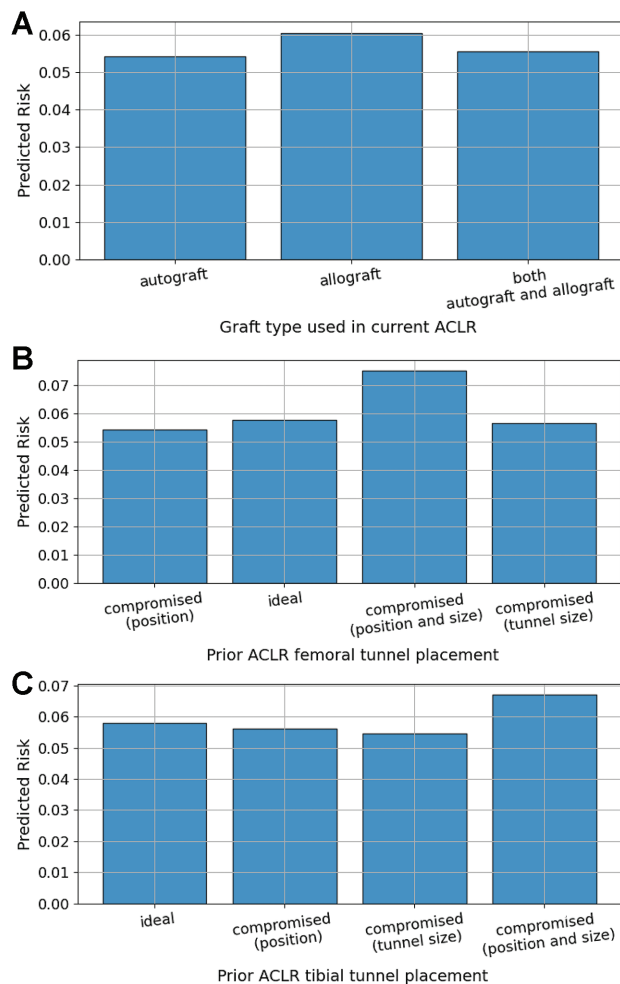 A
0.06
0.05
0.04
0.03
0.02
0.01
0.00
Predicted Risk
autograft
allograft
both
autograft and allograft
Graft type used in current ACLR
B
0.07
0.06
0.05
0.04
0.03
0.02
0.01
0.00
Predicted Risk
compromised
(position)
ideal
compromised
(position and size)
compromised
(tunnel size)
Prior ACLR femoral tunnel placement
C
0.07
0.06
0.05
0.04
0.03
0.02
0.01
0.00
Predicted Risk
ideal
compromised
(position)
compromised
(tunnel size)
compromised
(position and size)
Prior ACLR tibial tunnel placement